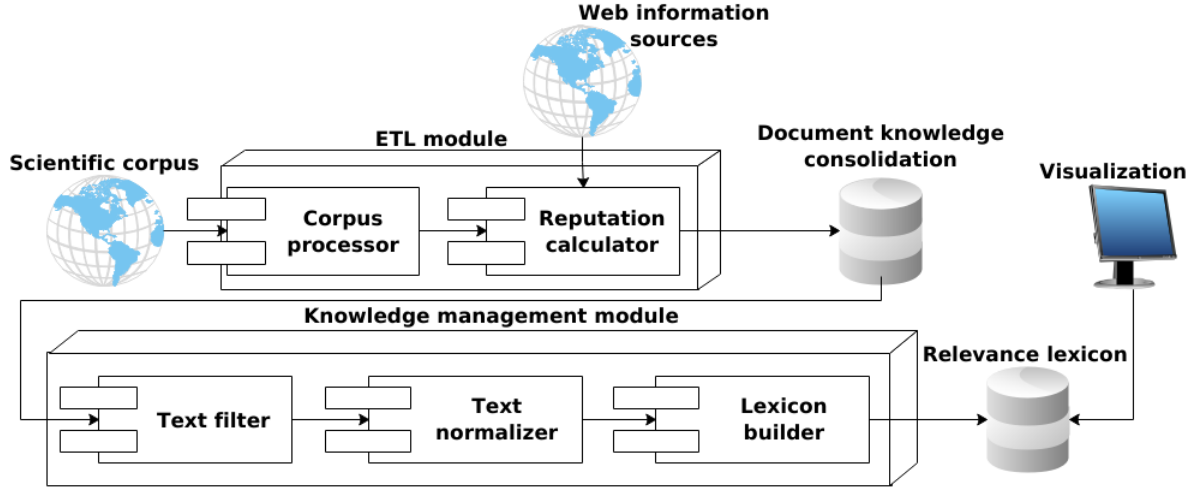 Web information
sources
ETL module
Document knowledge
consolidation
Scientific corpus
Visualization
Corpus
processor
Reputation
calculator
Knowledge management module
Relevance lexicon
Text filter
Text
normalizer
Lexicon
builder